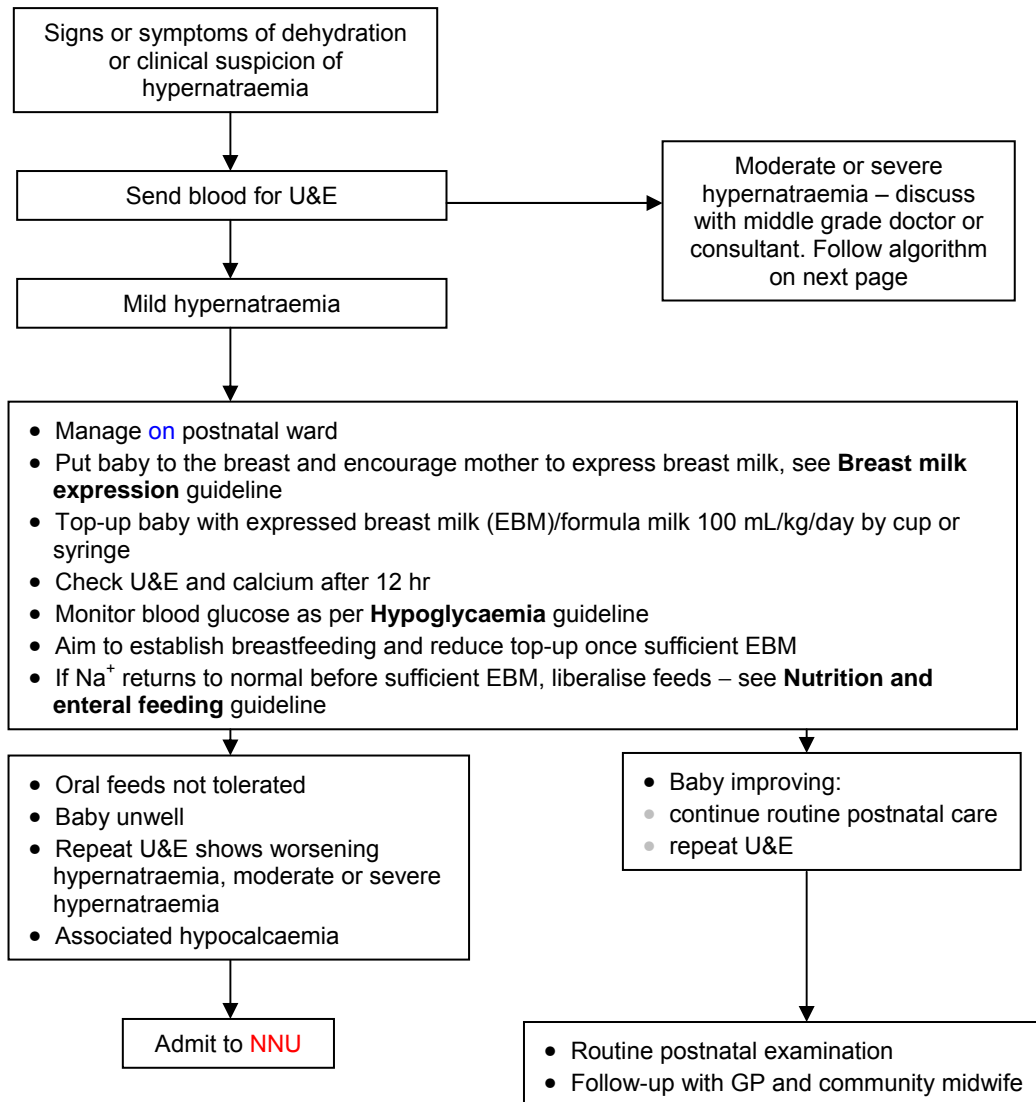 Signs or symptoms of dehydration
or clinical suspicion of
hypernatraemia
Send blood for U&E
Moderate or severe
hypernatraemia – discuss
with middle grade doctor or
consultant. Follow algorithm
on next page
Mild hypernatraemia
• Manage on postnatal ward
• Put baby to the breast and encourage mother to express breast milk, see Breast milk
expression guideline
• Top-up baby with expressed breast milk (EBM)/formula milk 100 mL/kg/day by cup or
syringe
• Check U&E and calcium after 12 hr
• Monitor blood glucose as per Hypoglycaemia guideline
• Aim to establish breastfeeding and reduce top-up once sufficient EBM
• If Na⁺ returns to normal before sufficient EBM, liberalise feeds – see Nutrition and
enteral feeding guideline
• Oral feeds not tolerated
• Baby unwell
• Repeat U&E shows worsening
hypernatraemia, moderate or severe
hypernatraemia
• Associated hypocalcaemia
• Baby improving:
• continue routine postnatal care
• repeat U&E
Admit to NNU
• Routine postnatal examination
• Follow-up with GP and community midwife